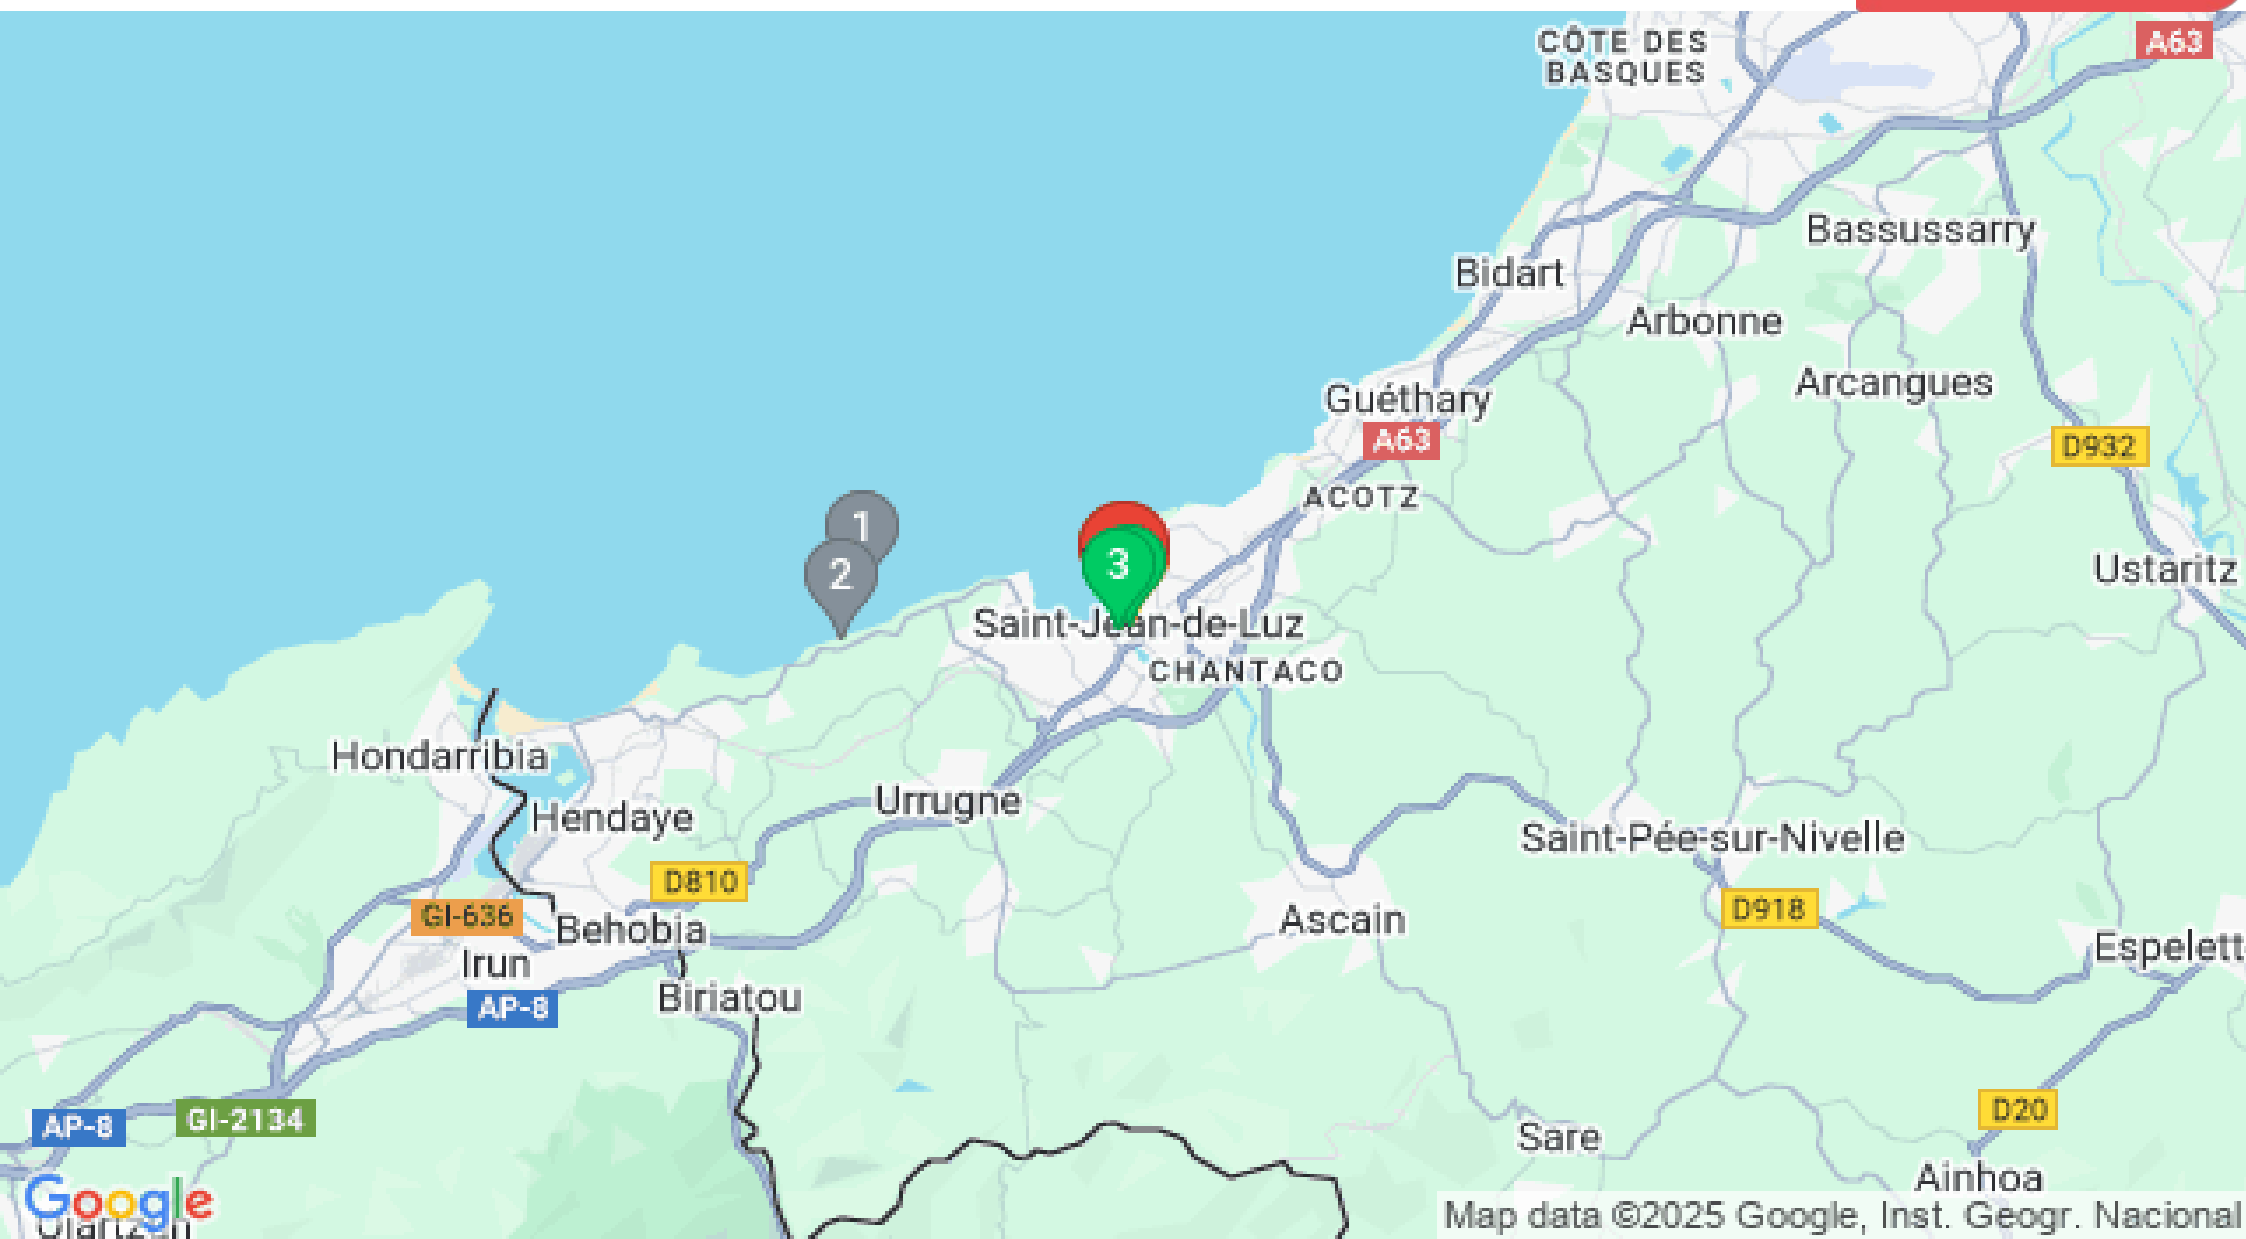 CÔTE DES
BASQUES
A63
Bassussarry
Bidart
Arbonne
Arcangues
Guéthary
A63
D932
ACOTZ
1
3
2
Ustaritz
Saint-Jean-de-Luz
CHANTACO
Hondarribia
Urrugne
Hendaye
Saint-Pée-sur-Nivelle
D810
D918
GI-636
Ascain
Behobia
Espelett
Irun
Biriatou
AP-8
D20
GI-2134
AP-8
Sare
Ainhoa
Google
Map data ©2025 Google, Inst. Geogr. Nacional